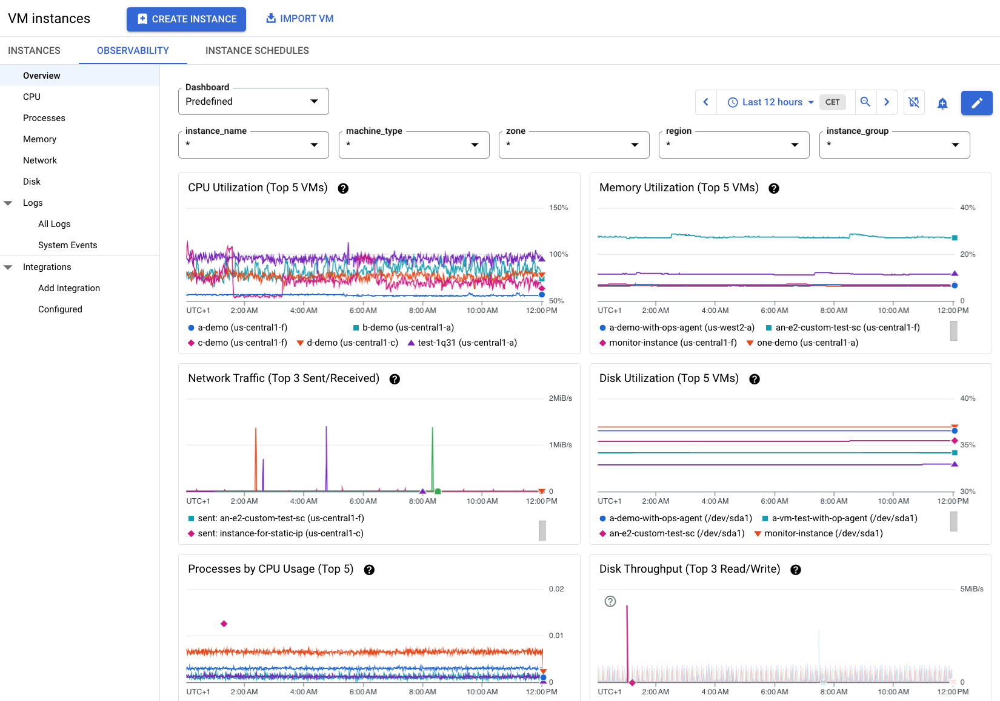 VM instances CREATE INSTANCE IMPORT VM
INSTANCES OBSERVABILITY INSTANCE SCHEDULES
Overview
CPU
Processes
Memory
Network
Disk
Logs
All Logs
System Events
Integrations
Add Integration
Configured
Dashboard
Predefined
Last 12 hours CET
instance_name machine_type zone region instance_group
* * * * *
CPU Utilization (Top 5 VMs)
150%
100%
50%
UTC+1 2:00 AM 4:00 AM 6:00 AM 8:00 AM 10:00 AM 12:00 PM
a-demo (us-central1-f) b-demo (us-central1-a)
c-demo (us-central1-f) d-demo (us-central1-c) test-1q31 (us-central1-a)
Memory Utilization (Top 5 VMs)
40%
20%
0
UTC+1 2:00 AM 4:00 AM 6:00 AM 8:00 AM 10:00 AM 12:00 PM
a-demo-with-ops-agent (us-west2-a) an-e2-custom-test-sc (us-central1-f)
monitor-instance (us-central1-f) one-demo (us-central1-a)
Network Traffic (Top 3 Sent/Received)
2MiB/s
1MiB/s
0
UTC+1 2:00 AM 4:00 AM 6:00 AM 8:00 AM 10:00 AM 12:00 PM
sent: an-e2-custom-test-sc (us-central1-f)
sent: instance-for-static-ip (us-central1-c)
Disk Utilization (Top 5 VMs)
40%
35%
30%
UTC+1 2:00 AM 4:00 AM 6:00 AM 8:00 AM 10:00 AM 12:00 PM
a-demo-with-ops-agent (/dev/sda1) a-vm-test-with-op-agent (/dev/sda1)
an-e2-custom-test-sc (/dev/sda1) monitor-instance (/dev/sda1)
Processes by CPU Usage (Top 5)
0.02
0.01
0
UTC+1 2:00 AM 4:00 AM 6:00 AM 8:00 AM 10:00 AM 12:00 PM
Disk Throughput (Top 3 Read/Write)
5MiB/s
0
UTC+1 2:00 AM 4:00 AM 6:00 AM 8:00 AM 10:00 AM 12:00 PM